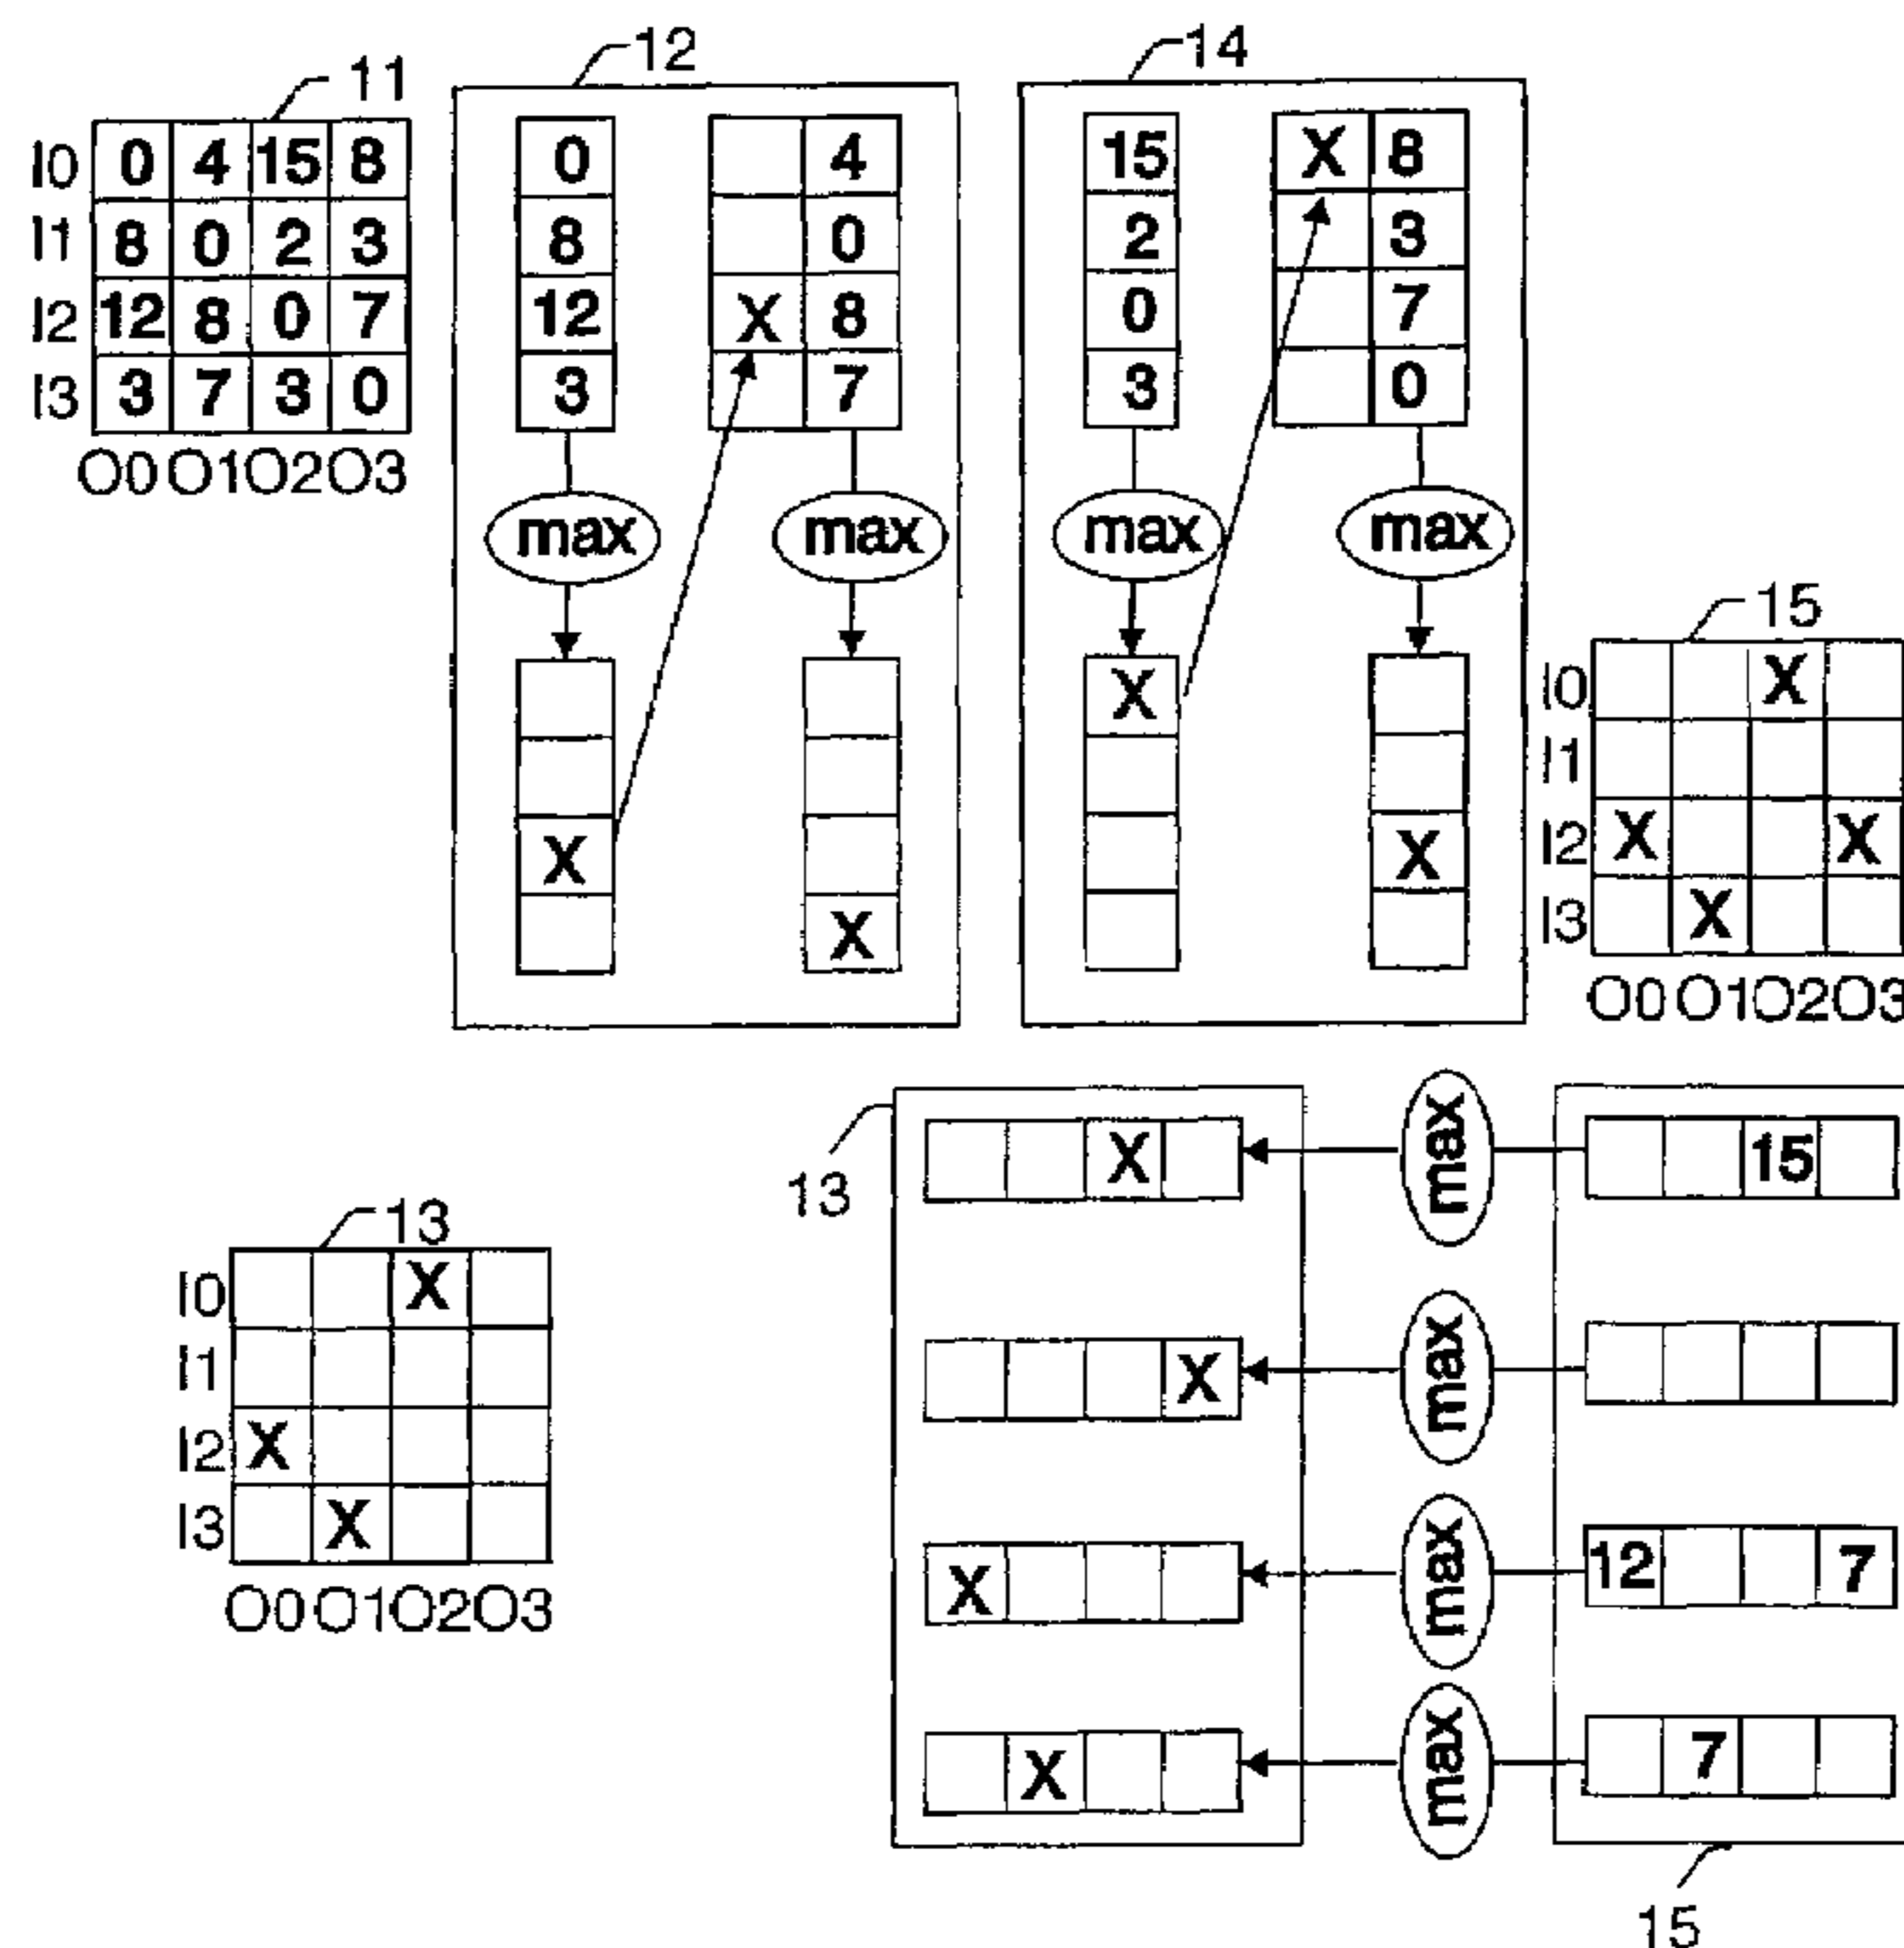 11
I0 0 4 15 8
I1 8 0 2 3
I2 12 8 0 7
I3 3 7 3 0
O0 O1 O2 O3
12
0 4
8 0
12 X 8
3 7
max max
X
X
14
15 X 8
2 3
0 7
3 0
max max
X
X
15
I0 X
I1
I2 X X
I3 X
O0 O1 O2 O3
13
I0 X
I1
I2 X
I3 X
O0 O1 O2 O3
13
X max 15
X max
X max 12 7
X max 7
15